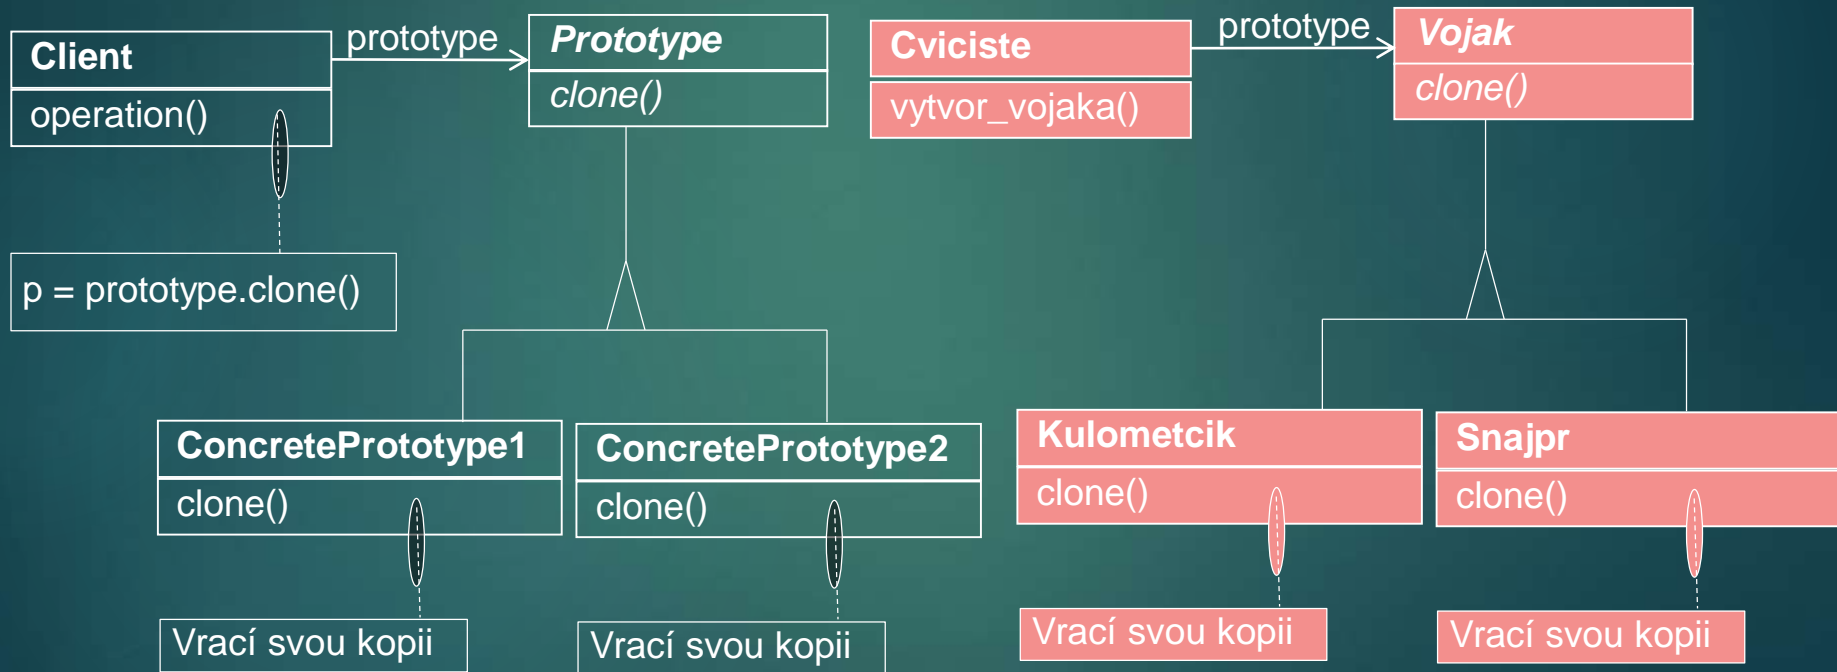 Client
operation()
prototype
Prototype
clone()
p = prototype.clone()
ConcretePrototype1
clone()
Vrací svou kopii
ConcretePrototype2
clone()
Vrací svou kopii
Cviciste
vytvor_vojaka()
prototype
Vojak
clone()
Kulometcik
clone()
Vrací svou kopii
Snajpr
clone()
Vrací svou kopii